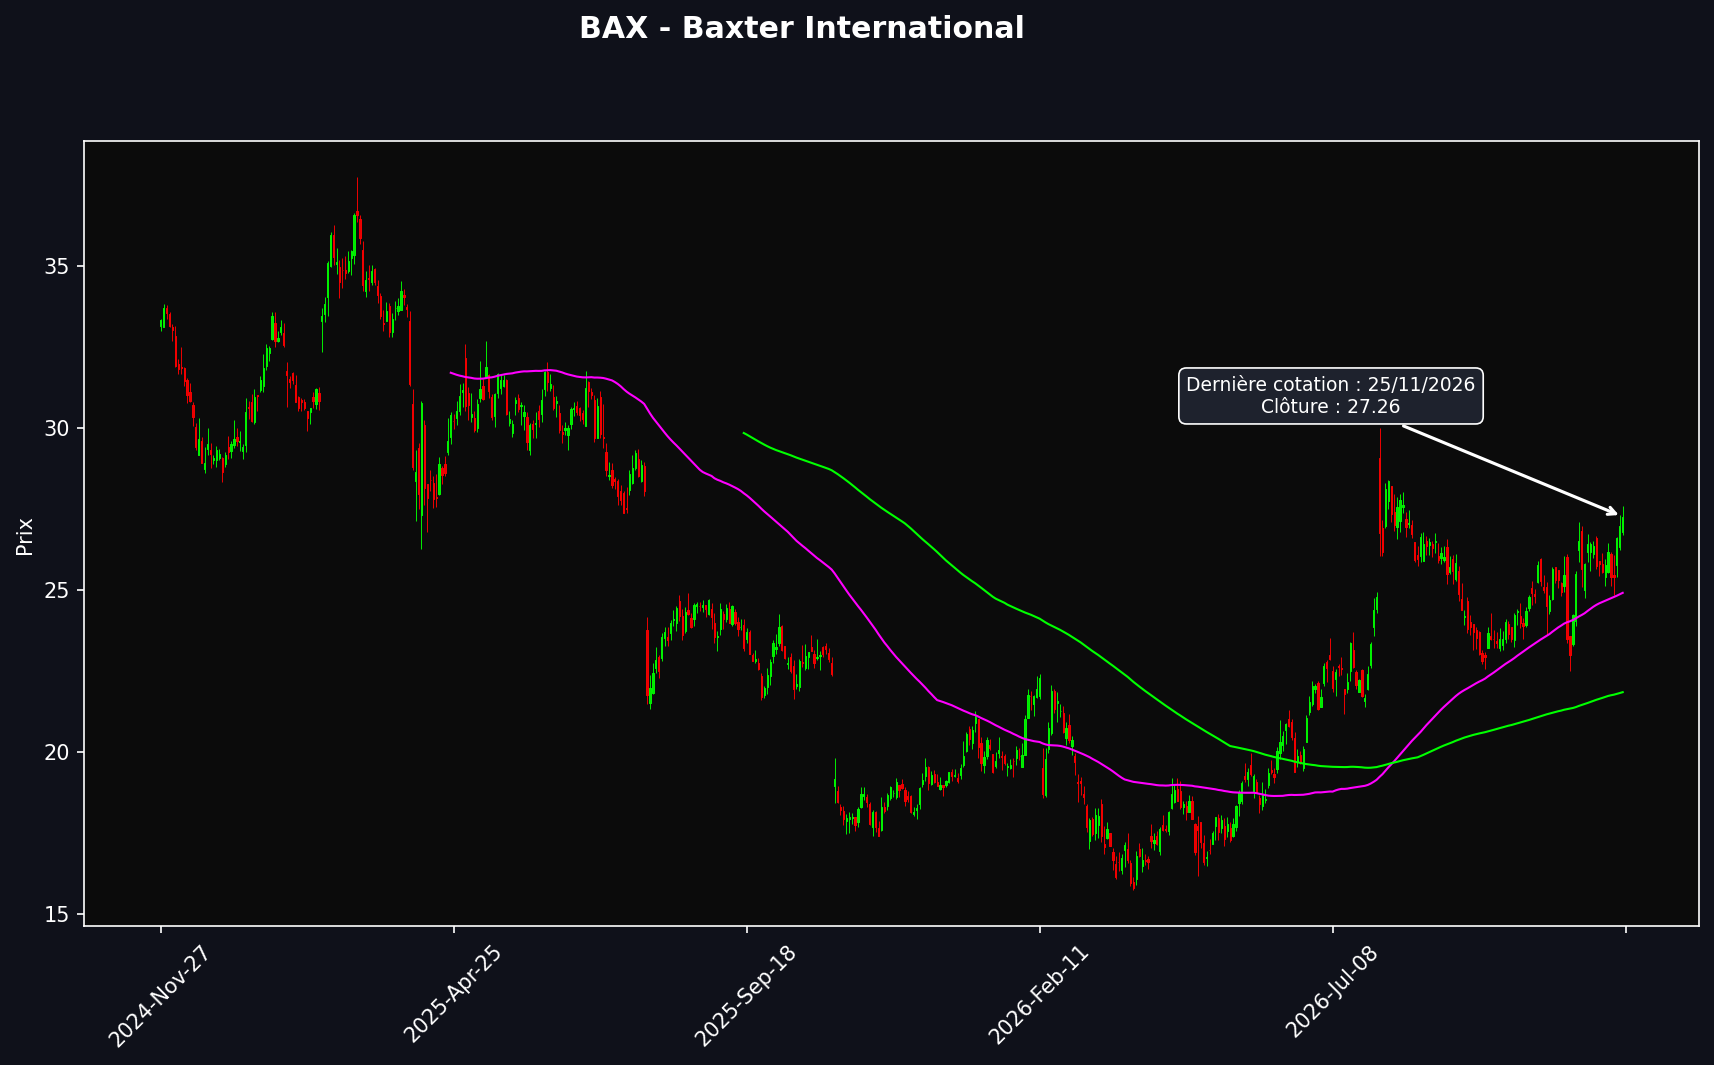 BAX - Baxter International
Dernière cotation : 25/11/2026
Clôture : 27.26
Prix
35
30
25
20
15
2024-Nov-27
2025-Apr-25
2025-Sep-18
2026-Feb-11
2026-Jul-08